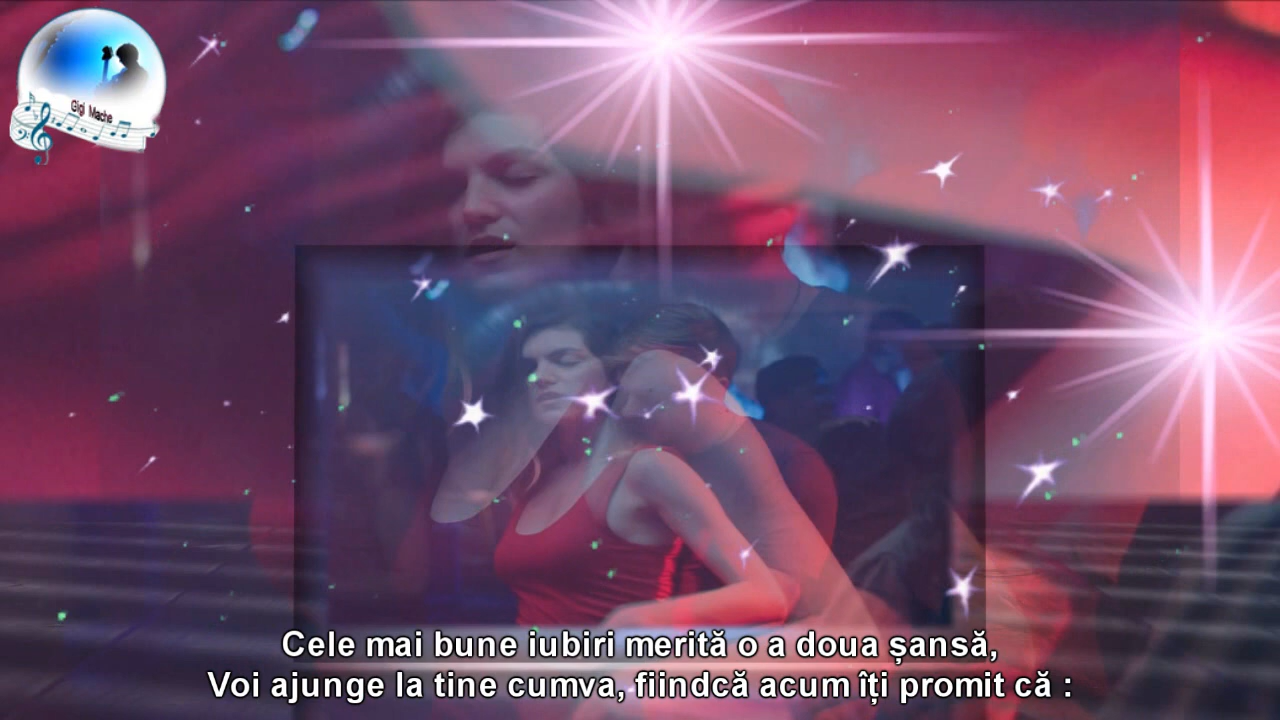 Gigi Mache
Cele mai bune iubiri merită o a doua șansă,
Voi ajunge la tine cumva, fiindcă acum îți promit că :